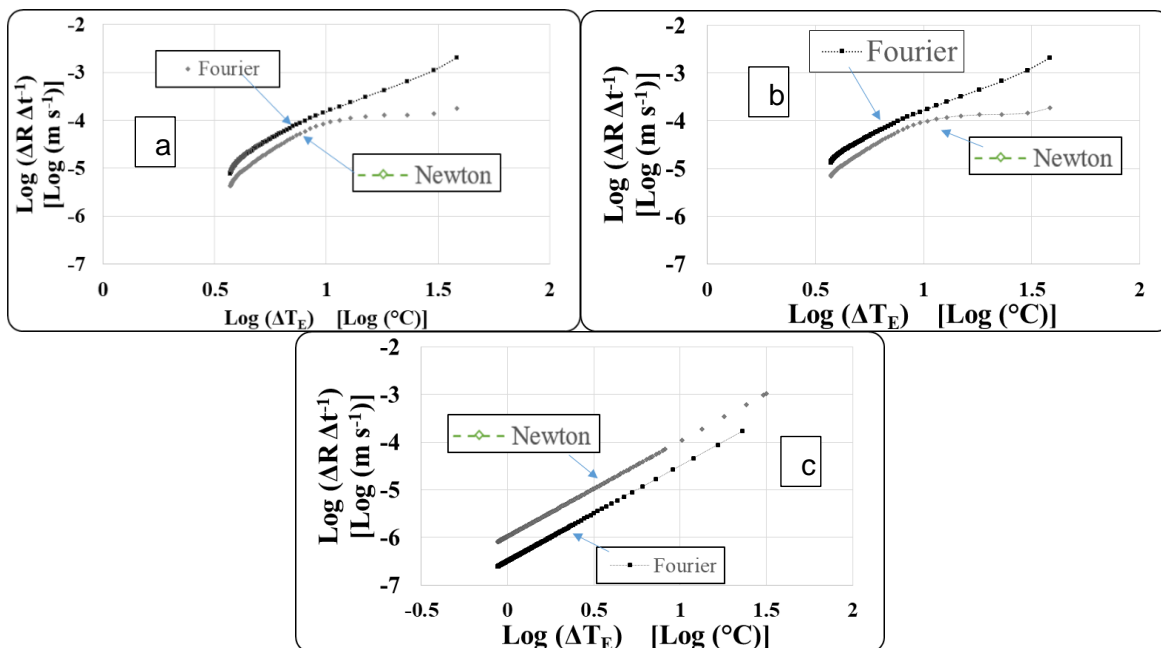 -2
-3
-4
-5
-6
-7
Log (ΔR Δt⁻¹)
[Log (m s⁻¹)]
Fourier
a
Newton
0 0.5 1 1.5 2
Log (ΔT_E) [Log (°C)]
-2
-3
-4
-5
-6
-7
Log (ΔR Δt⁻¹)
[Log (m s⁻¹)]
Fourier
b
Newton
0 0.5 1 1.5 2
Log (ΔT_E) [Log (°C)]
-2
-3
-4
-5
-6
-7
Log (ΔR Δt⁻¹)
[Log (m s⁻¹)]
Newton
c
Fourier
-0.5 0 0.5 1 1.5 2
Log (ΔT_E) [Log (°C)]